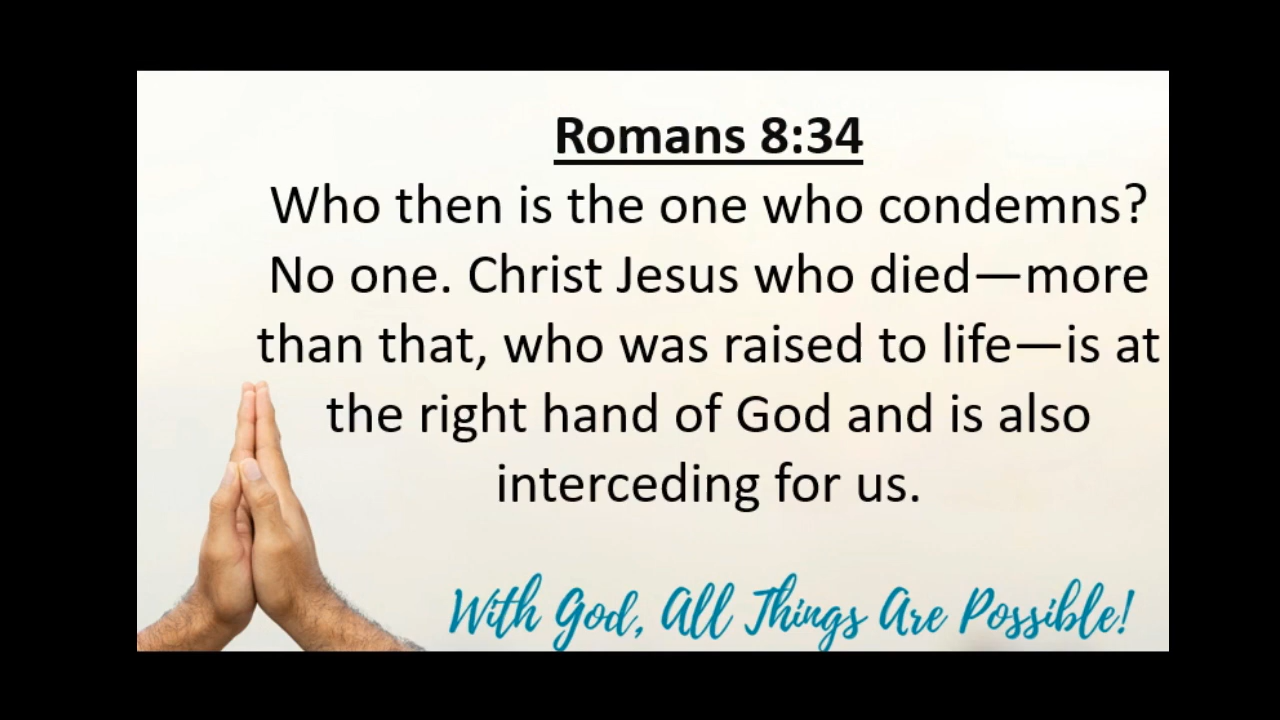 Romans 8:34
Who then is the one who condemns?
No one. Christ Jesus who died—more
than that, who was raised to life—is at
the right hand of God and is also
interceding for us.
With God, All Things Are Possible!